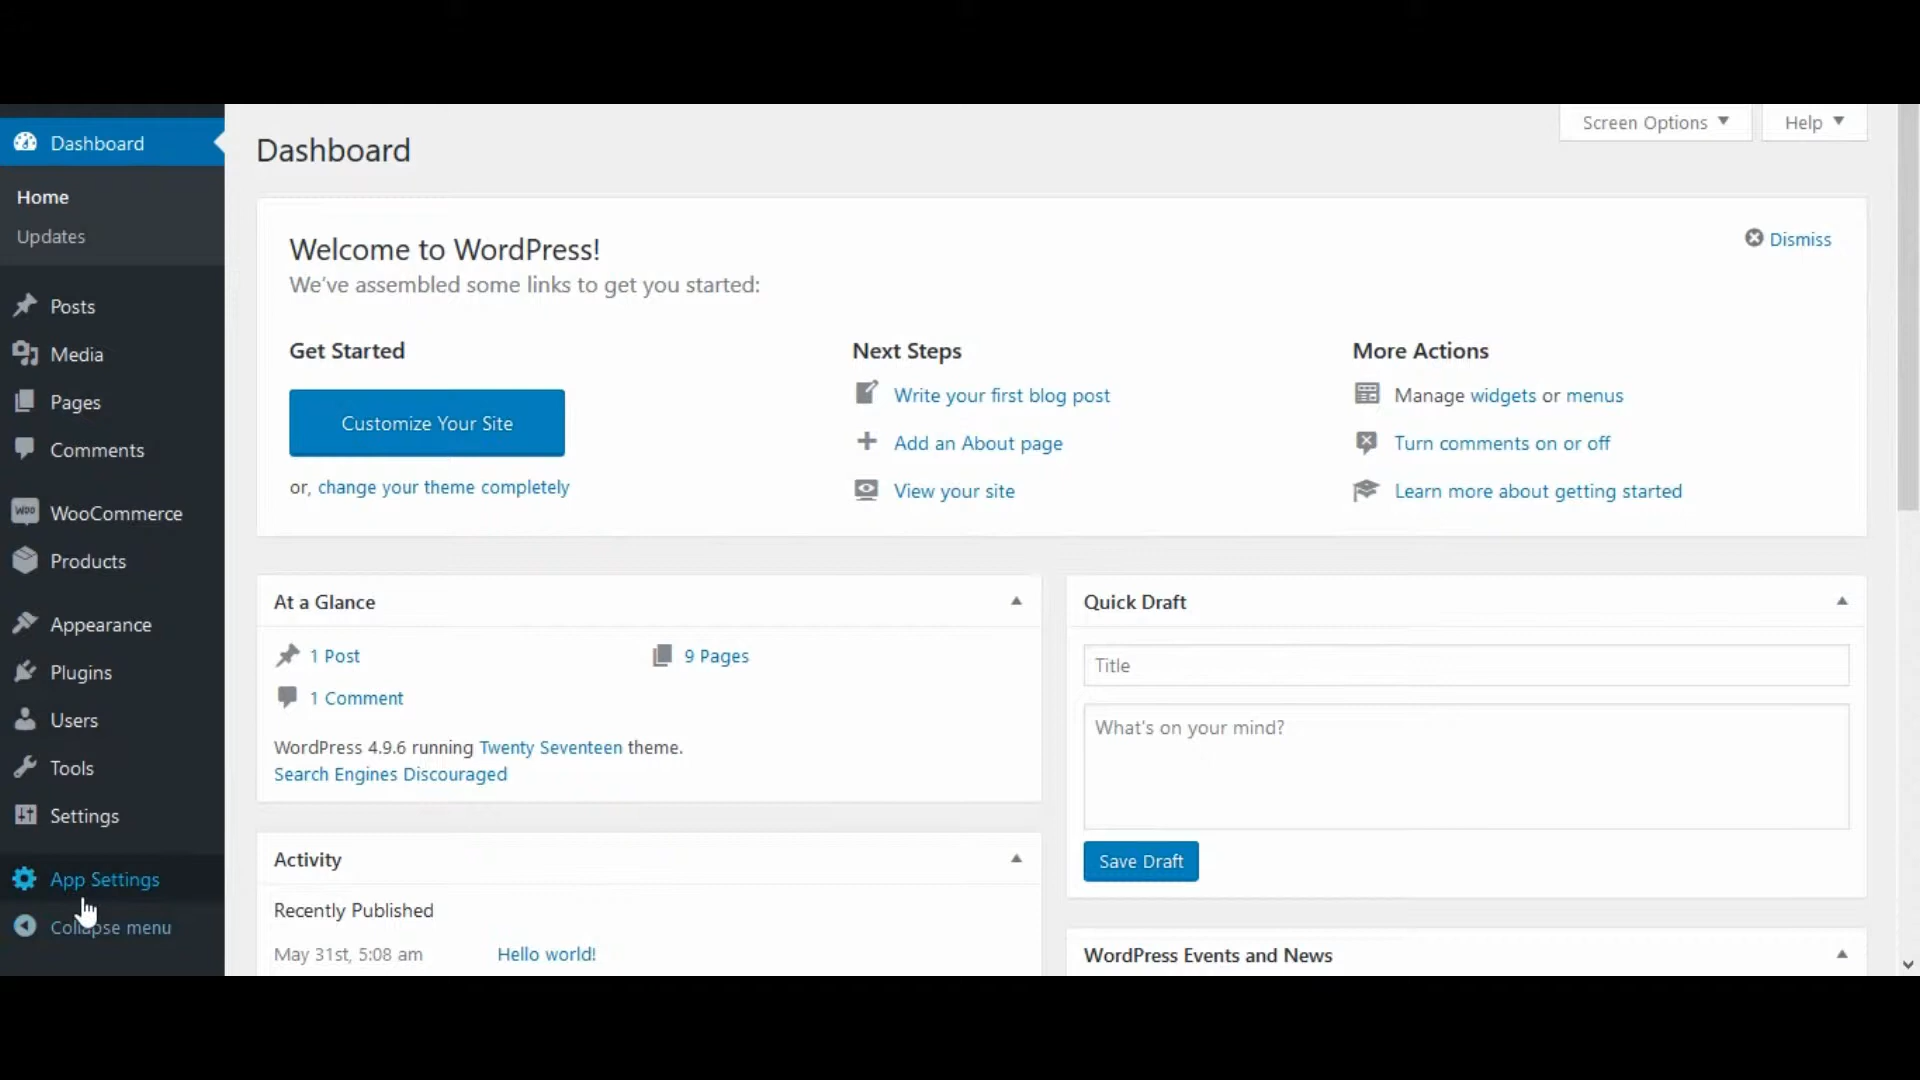 Dashboard
Home
Updates
Posts
Media
Pages
Comments
WOO WooCommerce
Products
Appearance
Plugins
Users
Tools
Settings
App Settings
Collapse menu
Screen Options
Help
Dashboard
Dismiss
Welcome to WordPress!
We've assembled some links to get you started:
Get Started
Customize Your Site
or, change your theme completely
Next Steps
Write your first blog post
Add an About page
View your site
More Actions
Manage widgets or menus
Turn comments on or off
Learn more about getting started
At a Glance
1 Post
9 Pages
1 Comment
WordPress 4.9.6 running Twenty Seventeen theme.
Search Engines Discouraged
Activity
Recently Published
May 31st, 5:08 am Hello world!
Quick Draft
Title
What's on your mind?
Save Draft
WordPress Events and News